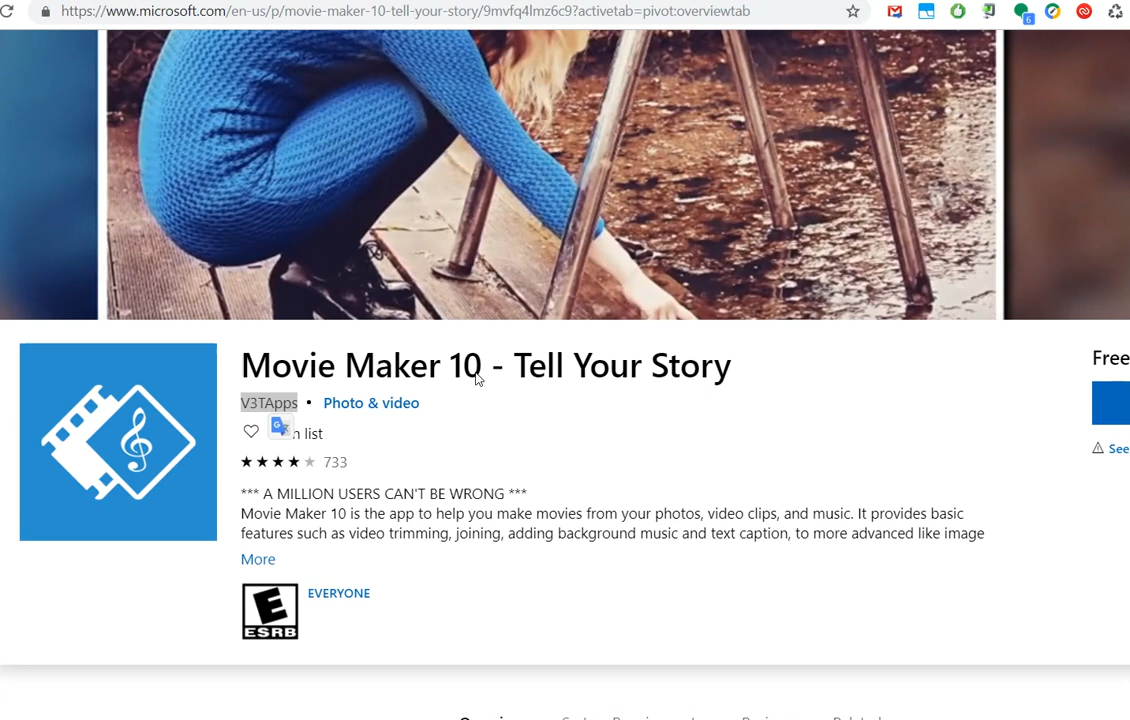 https://www.microsoft.com/en-us/p/movie-maker-10-tell-your-story/9mvfq4lmz6c9?activetab=pivot:overviewtab
6
Movie Maker 10 - Tell Your Story
Free
V3TApps • Photo & video
list
See
★★★★★ 733
*** A MILLION USERS CAN'T BE WRONG ***
Movie Maker 10 is the app to help you make movies from your photos, video clips, and music. It provides basic
features such as video trimming, joining, adding background music and text caption, to more advanced like image
More
E
ESRB
EVERYONE